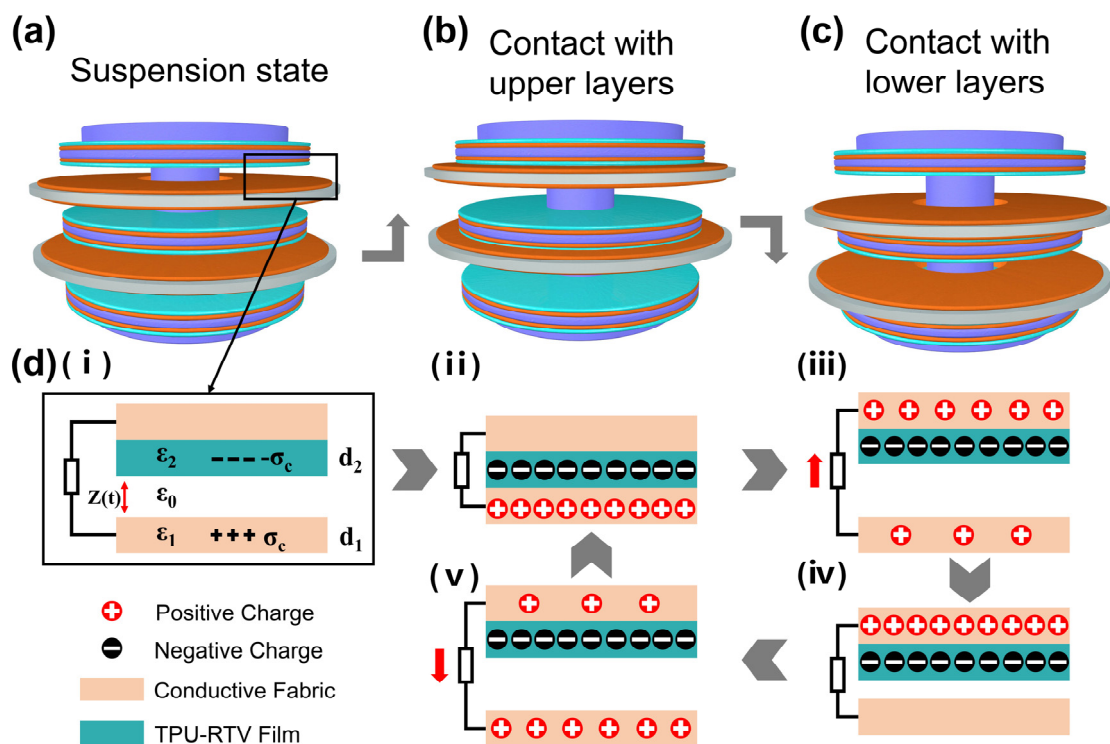 (a)
Suspension state
(b)
Contact with
upper layers
(c)
Contact with
lower layers
(d) (i)
ε2 ---- -σc d2
Z(t) ε0
ε1 +++ σc d1
(ii)
(iii)
(iv)
(v)
Positive Charge
Negative Charge
Conductive Fabric
TPU-RTV Film